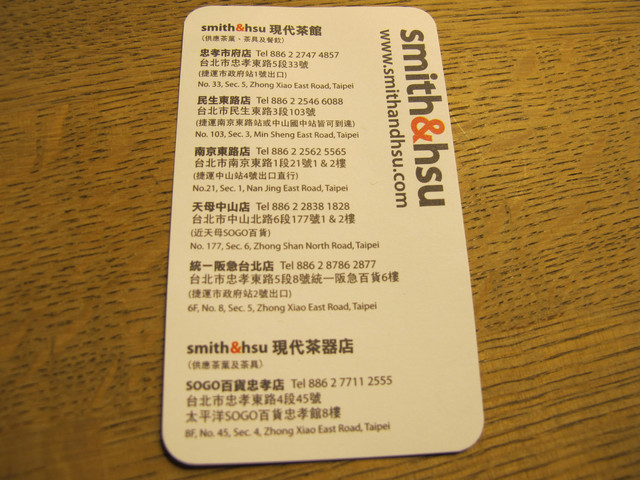 smith&hsu 現代茶館
(供應茶葉、茶具及餐飲)
忠孝市府店 Tel 886 2 2747 4857
台北市忠孝東路5段33號
(捷運市政府站1號出口)
No. 33, Sec. 5, Zhong Xiao East Road, Taipei
民生東路店 Tel 886 2 2546 6088
台北市民生東路3段103號
(捷運南京東路站或中山國中站皆可到達)
No. 103, Sec. 3, Min Sheng East Road, Taipei
南京東路店 Tel 886 2 2562 5565
台北市南京東路1段21號1 & 2樓
(捷運中山站4號出口直行)
No.21, Sec. 1, Nan Jing East Road, Taipei
天母中山店 Tel 886 2 2838 1828
台北市中山北路6段177號1 & 2樓
(近天母SOGO百貨)
No. 177, Sec. 6, Zhong Shan North Road, Taipei
統一阪急台北店 Tel 886 2 8786 2877
台北市忠孝東路5段8號統一阪急百貨6樓
(捷運市政府站2號出口)
6F, No. 8, Sec. 5, Zhong Xiao East Road, Taipei
smith&hsu 現代茶器店
(供應茶葉及茶具)
SOGO百貨忠孝店 Tel 886 2 7711 2555
台北市忠孝東路4段45號
太平洋SOGO百貨忠孝館8樓
8F, No. 45, Sec. 4, Zhong Xiao East Road, Taipei
smith&hsu
www.smithandhsu.com